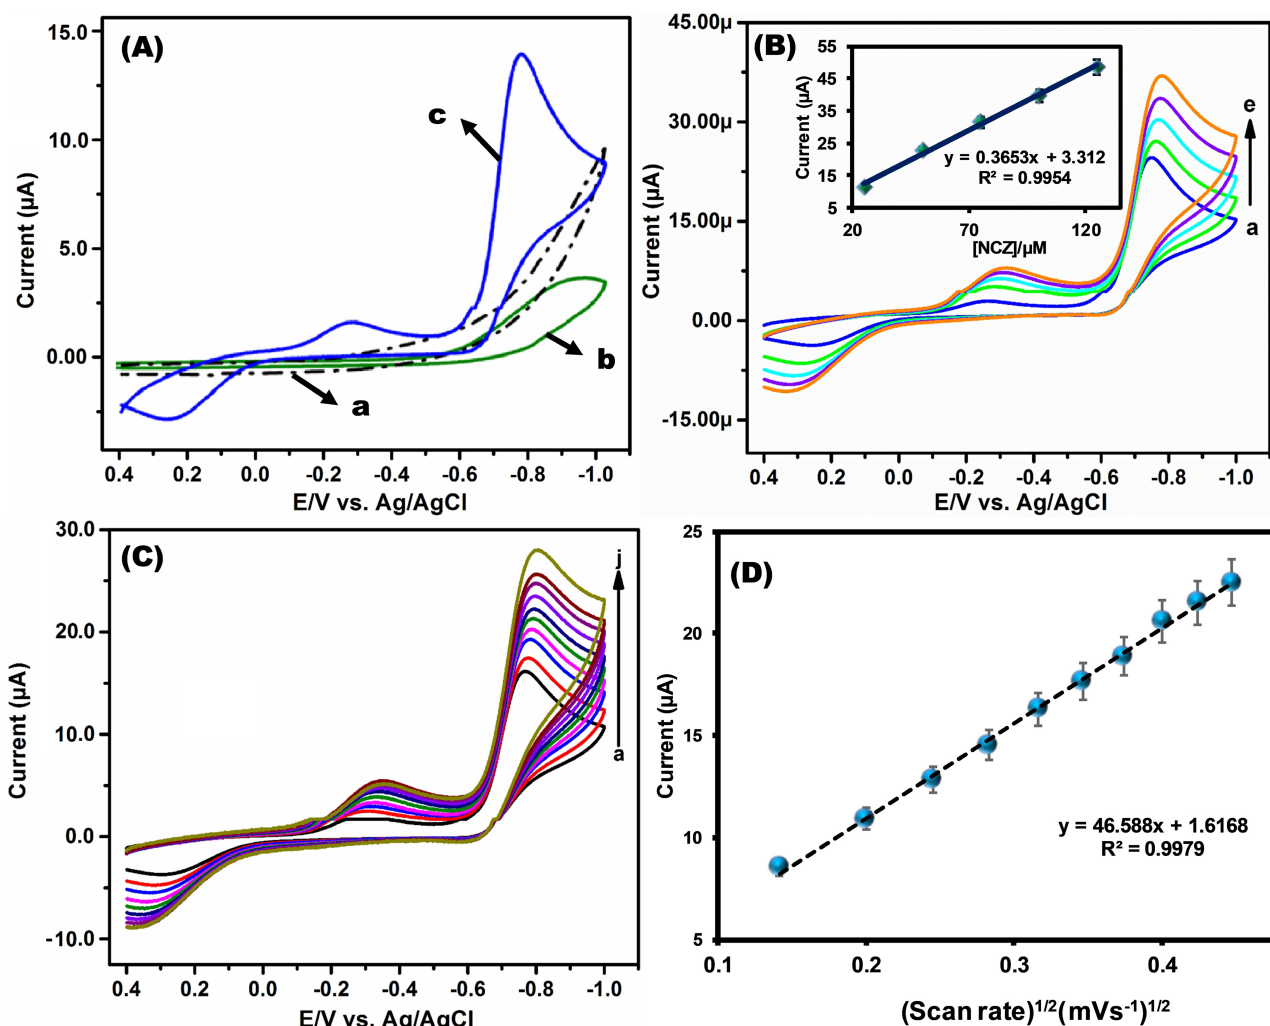 (A)
15.0
10.0
5.0
0.00
Current (µA)
c
b
a
0.4 0.2 0.0 -0.2 -0.4 -0.6 -0.8 -1.0
E/V vs. Ag/AgCl
(B)
45.00µ
30.00µ
15.00µ
0.00
-15.00µ
Current (µA)
55
45
35
25
15
5
Current (µA)
y = 0.3653x + 3.312
R² = 0.9954
20 70 120
[NCZ]/µM
e
a
0.4 0.2 0.0 -0.2 -0.4 -0.6 -0.8 -1.0
E/V vs. Ag/AgCl
(C)
30.0
20.0
10.0
0.0
-10.0
Current (µA)
j
a
0.4 0.2 0.0 -0.2 -0.4 -0.6 -0.8 -1.0
E/V vs. Ag/AgCl
(D)
25
20
15
10
5
Current (µA)
y = 46.588x + 1.6168
R² = 0.9979
0.1 0.2 0.3 0.4
(Scan rate)¹ᐟ²(mVs⁻¹)¹ᐟ²